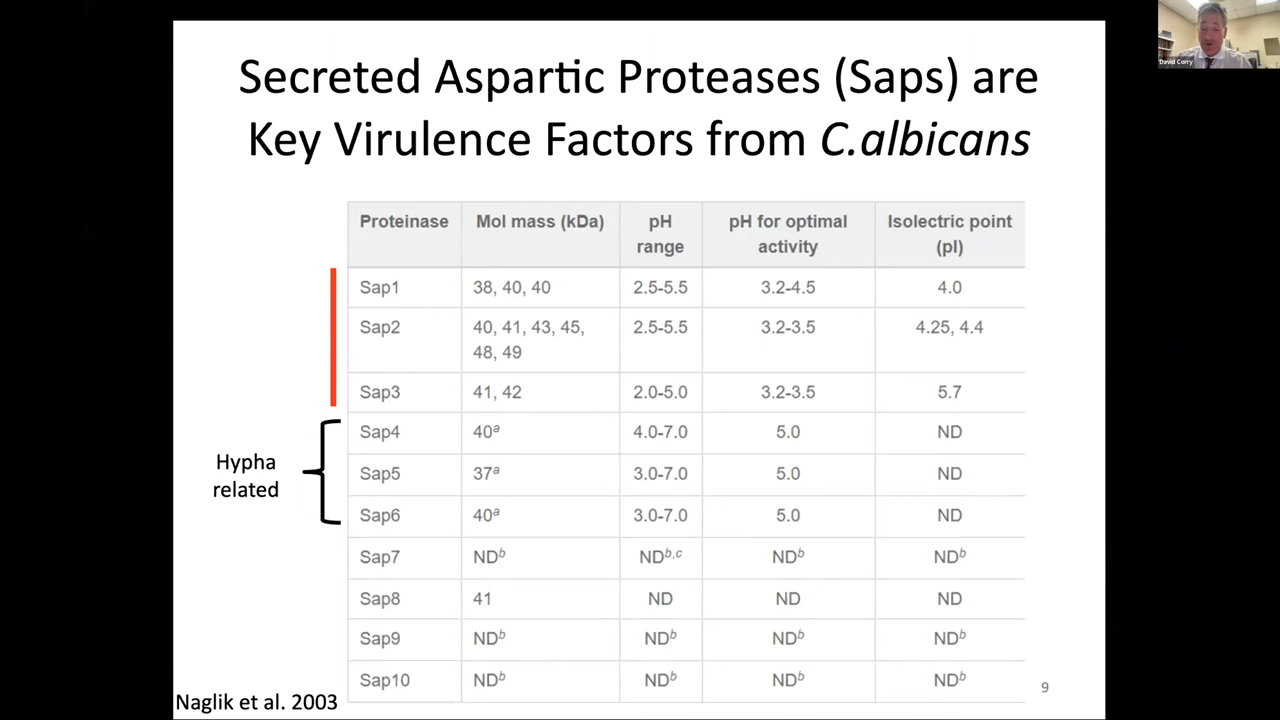 David Corry
Secreted Aspartic Proteases (Saps) are
Key Virulence Factors from C.albicans
Proteinase Mol mass (kDa) pH range pH for optimal activity Isolectric point (pI)
Sap1 38, 40, 40 2.5-5.5 3.2-4.5 4.0
Sap2 40, 41, 43, 45, 48, 49 2.5-5.5 3.2-3.5 4.25, 4.4
Sap3 41, 42 2.0-5.0 3.2-3.5 5.7
Sap4 40a 4.0-7.0 5.0 ND
Sap5 37a 3.0-7.0 5.0 ND
Sap6 40a 3.0-7.0 5.0 ND
Sap7 NDb NDb,c NDb NDb
Sap8 41 ND ND ND
Sap9 NDb NDb NDb NDb
Sap10 NDb NDb NDb NDb
Hypha
related
Naglik et al. 2003
9